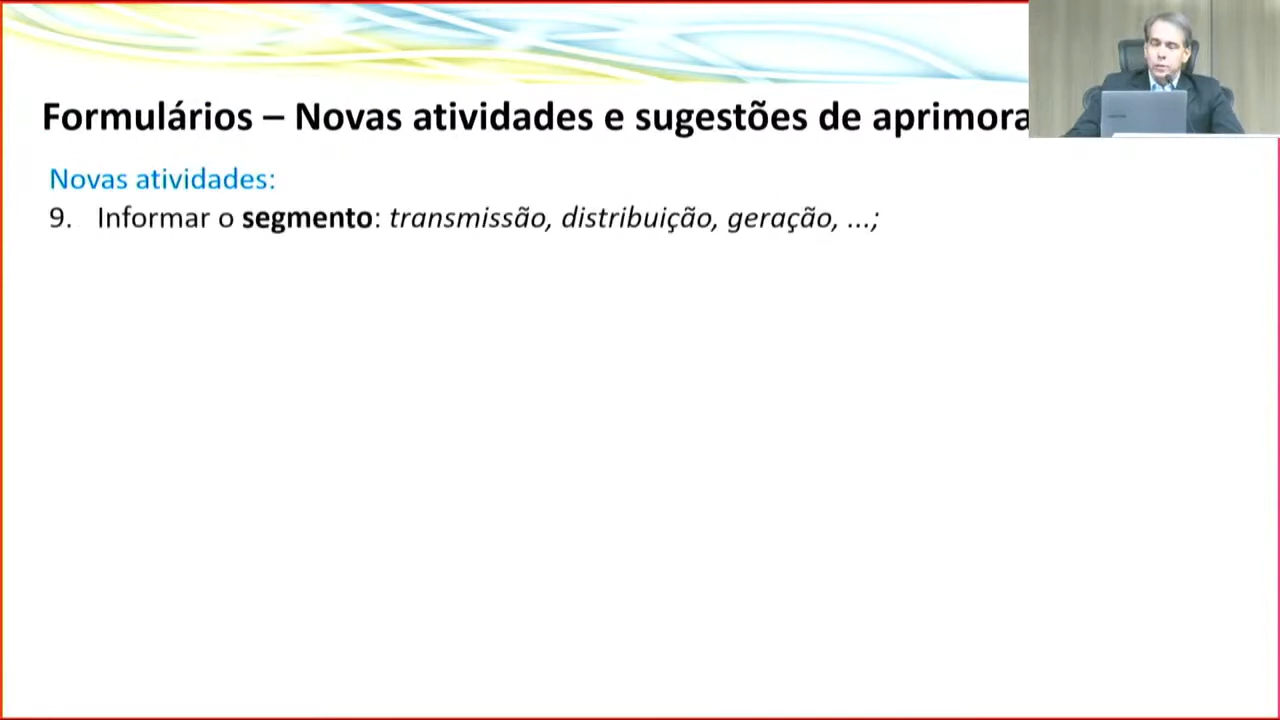 Formulários – Novas atividades e sugestões de aprimora
Novas atividades:
9. Informar o segmento: transmissão, distribuição, geração, ...;